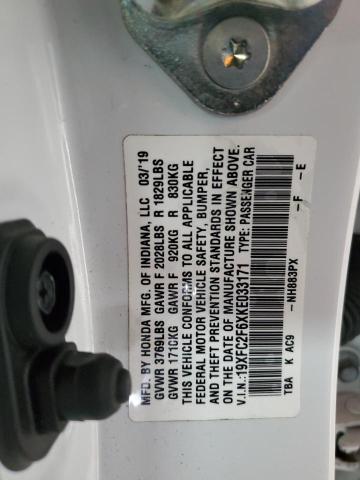 MFD. BY HONDA MFG. OF INDIANA, LLC 03/19
GVWR 3769LBS GAWR F 2028LBS R 1829LBS
GVWR 1710KG GAWR F 920KG R 830KG
THIS VEHICLE CONFORMS TO ALL APPLICABLE
FEDERAL MOTOR VEHICLE SAFETY, BUMPER,
AND THEFT PREVENTION STANDARDS IN EFFECT
ON THE DATE OF MANUFACTURE SHOWN ABOVE.
V.I.N.:19XFC2F6XKE033171 TYPE: PASSENGER CAR
-NH883PX -F -E
TBA K AC9